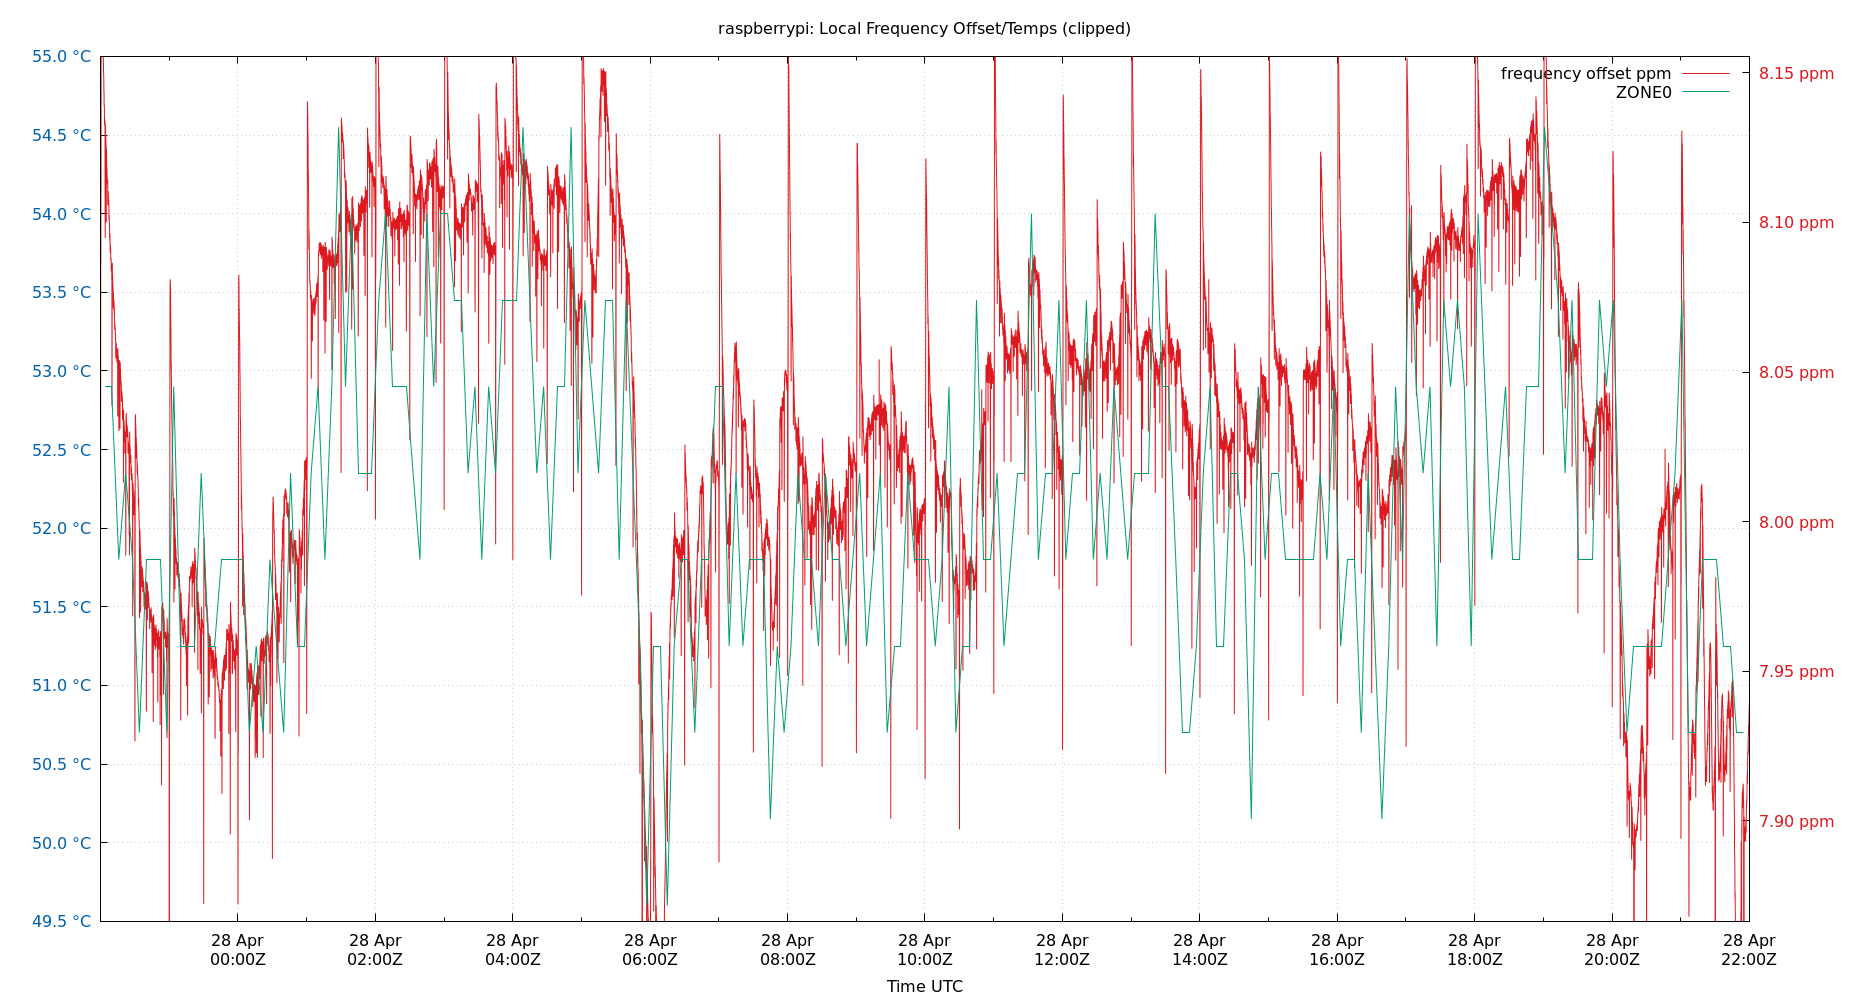 raspberrypi: Local Frequency Offset/Temps (clipped)
55.0 °C
54.5 °C
54.0 °C
53.5 °C
53.0 °C
52.5 °C
52.0 °C
51.5 °C
51.0 °C
50.5 °C
50.0 °C
49.5 °C
frequency offset ppm
ZONE0
8.15 ppm
8.10 ppm
8.05 ppm
8.00 ppm
7.95 ppm
7.90 ppm
28 Apr 28 Apr 28 Apr 28 Apr 28 Apr 28 Apr 28 Apr 28 Apr 28 Apr 28 Apr 28 Apr 28 Apr
00:00Z 02:00Z 04:00Z 06:00Z 08:00Z 10:00Z 12:00Z 14:00Z 16:00Z 18:00Z 20:00Z 22:00Z
Time UTC